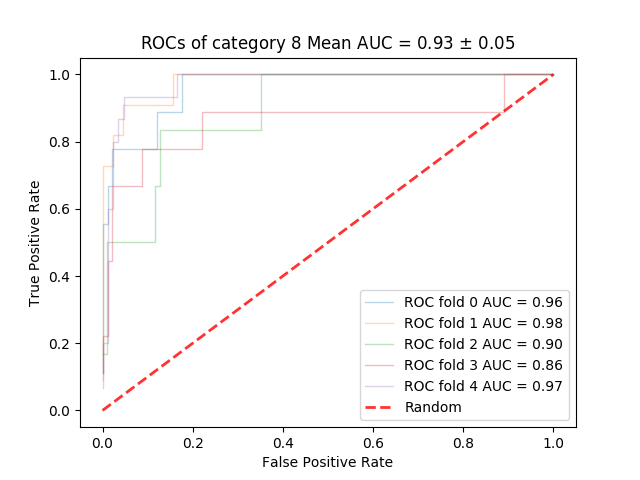 ROCs of category 8 Mean AUC = 0.93 ± 0.05
True Positive Rate
1.0
0.8
0.6
0.4
0.2
0.0
ROC fold 0 AUC = 0.96
ROC fold 1 AUC = 0.98
ROC fold 2 AUC = 0.90
ROC fold 3 AUC = 0.86
ROC fold 4 AUC = 0.97
Random
0.0 0.2 0.4 0.6 0.8 1.0
False Positive Rate